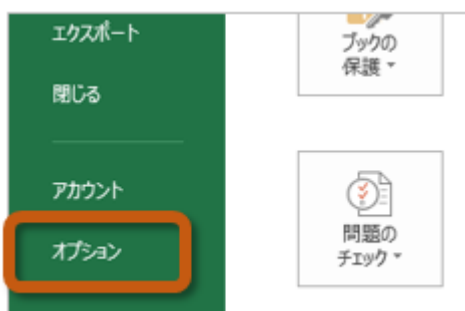 エクスポート
閉じる
アカウント
オプション
ブックの
保護
問題の
チェック